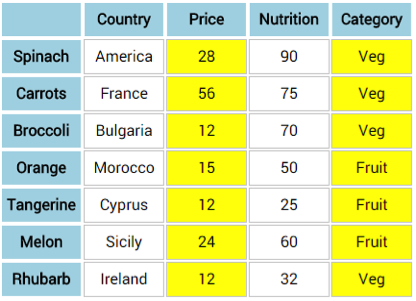 Country Price Nutrition Category
Spinach America 28 90 Veg
Carrots France 56 75 Veg
Broccoli Bulgaria 12 70 Veg
Orange Morocco 15 50 Fruit
Tangerine Cyprus 12 25 Fruit
Melon Sicily 24 60 Fruit
Rhubarb Ireland 12 32 Veg